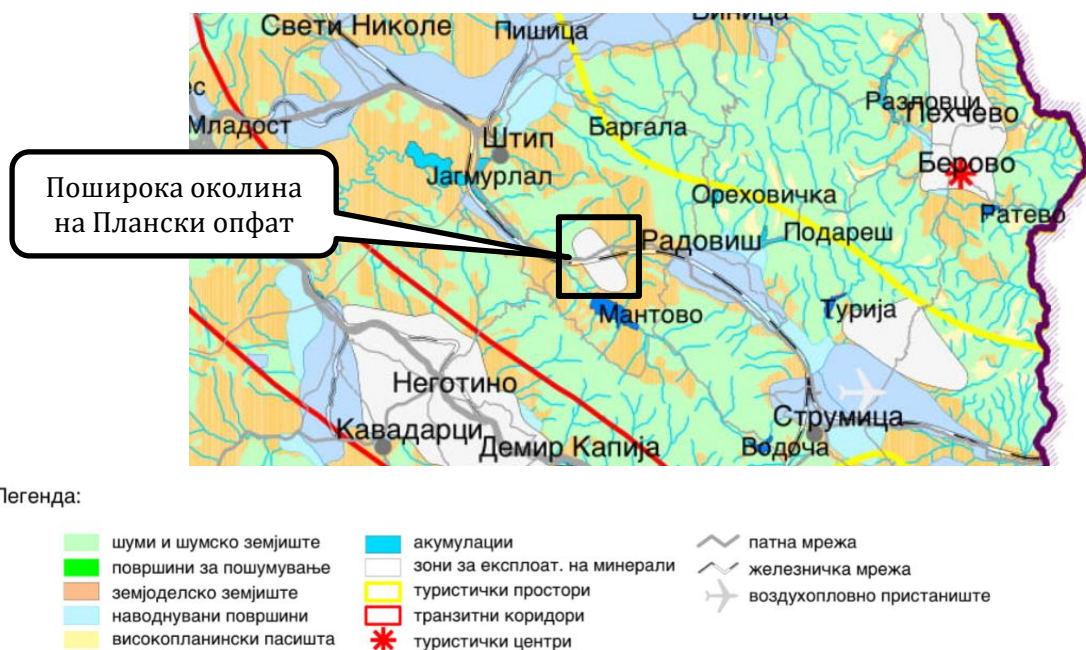 Свети Николе
Пишица
Виница
ес
Младост
Штип
Баргала
Разловци
Пехчево
Јагмурлал
Берово
Поширока околина
на Плански опфат
Ореховичка
Ратево
Радовиш
Подареш
Мантово
Турија
Неготино
Кавадарци
Демир Капија
Струмица
Водоча
Легенда:
шуми и шумско земјиште
површини за пошумување
земјоделско земјиште
наводнувани површини
високопланински пасишта
акумулации
зони за експлоат. на минерали
туристички простори
транзитни коридори
туристички центри
патна мрежа
железничка мрежа
воздухопловно пристаниште